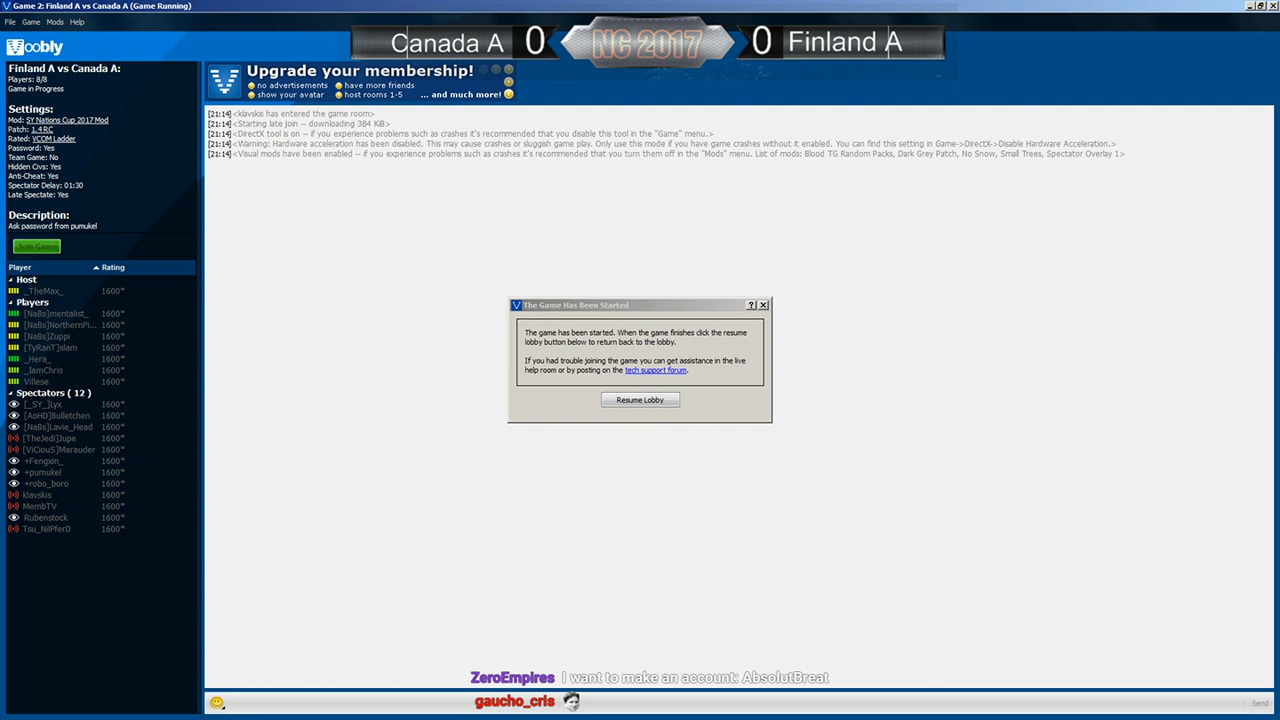 Game 2: Finland A vs Canada A (Game Running)
File Game Mods Help
Canada A 0 NC 2017 0 Finland A
Voobly
Finland A vs Canada A:
Players: 8/8
Game in Progress
Settings:
Mod: SY Nations Cup 2017 Mod
Patch: 1.4 RC
Rated: VCOM Ladder
Password: Yes
Team Game: No
Hidden Civs: Yes
Anti-Cheat: Yes
Spectator Delay: 01:30
Late Spectate: Yes
Description:
Ask password from pumukel
Join Game
Player Rating
Host
_TheMax_ 1600*
Players
[NaBs]mentalist_ 1600*
[NaBs]NorthernPi... 1600*
[NaBs]Zuppi 1600*
[TyRanT]slam 1600*
_Hera_ 1600*
_IamChris 1600*
Villese 1600*
Spectators ( 12 )
[_SY_]Lyx 1600*
[AoHD]Bulletchen 1600*
[NaBs]Lavie_Head 1600*
[TheJedi]Jupe 1600*
[ViCiouS]Marauder 1600*
+Fengxin_ 1600*
+pumukel 1600*
+robo_boro 1600*
klavskis 1600*
MembTV 1600*
Rubenstock 1600*
Tsu_NilPferD 1600*
Upgrade your membership!
no advertisements have more friends
show your avatar host rooms 1-5 ... and much more!
[21:14]<klavskis has entered the game room>
[21:14]<Starting late join -- downloading 384 KiB>
[21:14]<DirectX tool is on -- if you experience problems such as crashes it's recommended that you disable this tool in the "Game" menu.>
[21:14]<Warning: Hardware acceleration has been disabled. This may cause crashes or sluggish game play. Only use this mode if you have game crashes without it enabled. You can find this setting in Game->DirectX->Disable Hardware Acceleration.>
[21:14]<Visual mods have been enabled -- if you experience problems such as crashes it's recommended that you turn them off in the "Mods" menu. List of mods: Blood TG Random Packs, Dark Grey Patch, No Snow, Small Trees, Spectator Overlay 1>
The Game Has Been Started
The game has been started. When the game finishes click the resume
lobby button below to return back to the lobby.
If you had trouble joining the game you can get assistance in the live
help room or by posting on the tech support forum.
Resume Lobby
ZeroEmpires I want to make an account: AbsolutBreat
gaucho_cris
Send